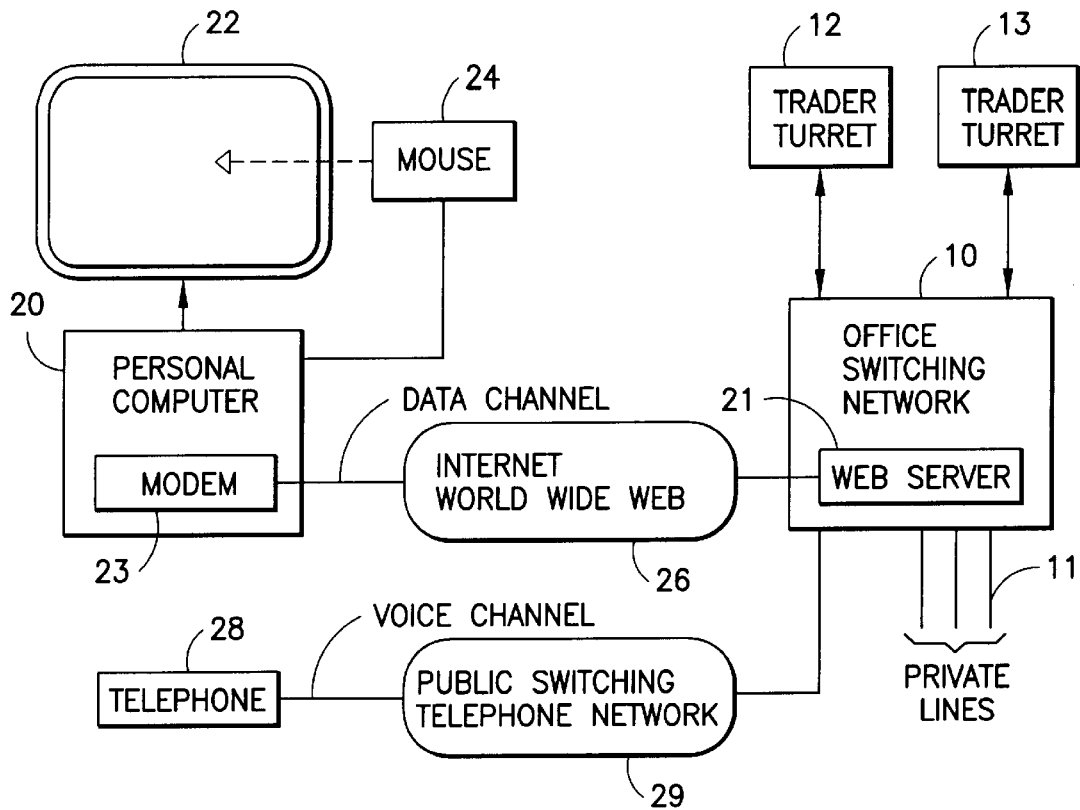 22
24
MOUSE
12
TRADER
TURRET
13
TRADER
TURRET
20
PERSONAL
COMPUTER
MODEM
23
DATA CHANNEL
INTERNET
WORLD WIDE WEB
26
10
OFFICE
SWITCHING
NETWORK
21
WEB SERVER
11
PRIVATE
LINES
28
TELEPHONE
VOICE CHANNEL
PUBLIC SWITCHING
TELEPHONE NETWORK
29